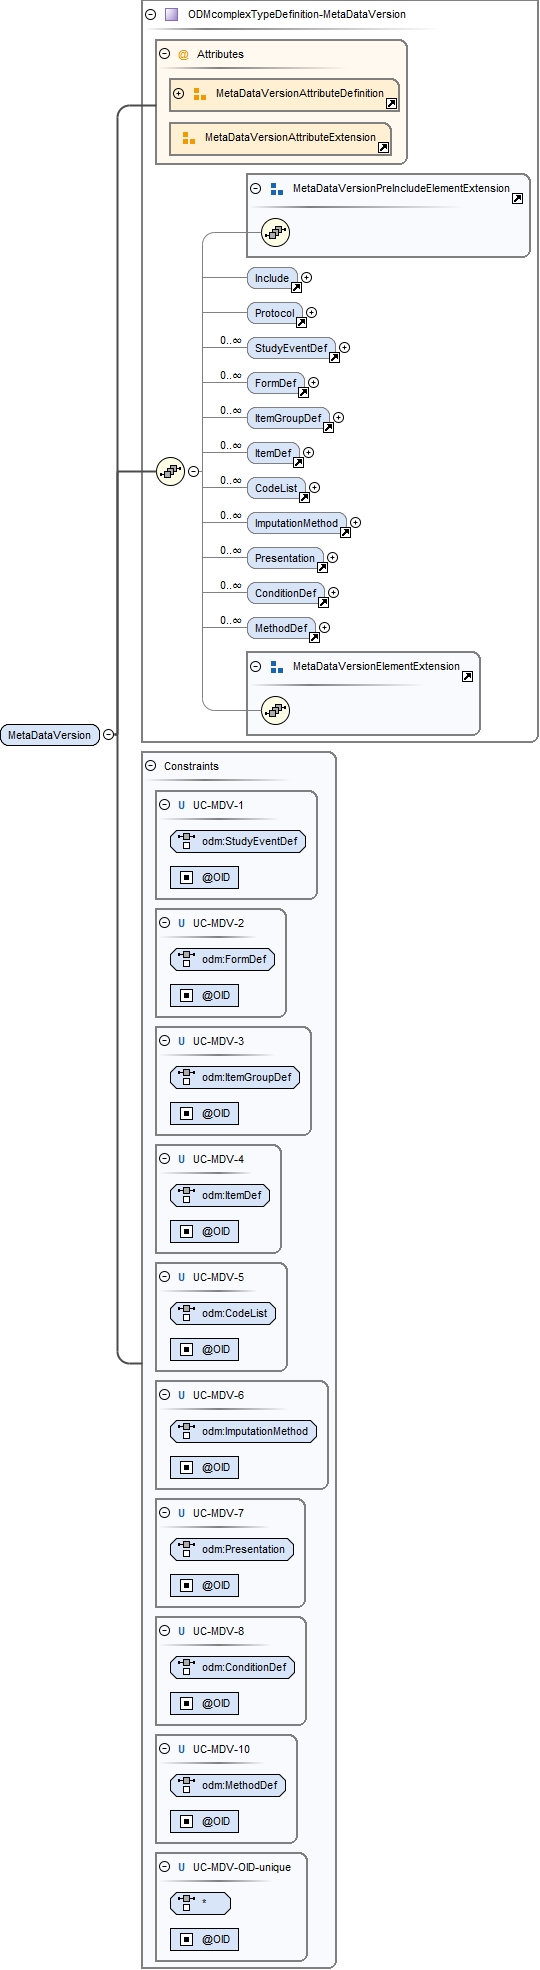 ODMcomplexTypeDefinition-MetaDataVersion
@ Attributes
MetaDataVersionAttributeDefinition
MetaDataVersionAttributeExtension
MetaDataVersionPreIncludeElementExtension
Include
Protocol
0..∞
StudyEventDef
0..∞
FormDef
0..∞
ItemGroupDef
0..∞
ItemDef
0..∞
CodeList
0..∞
ImputationMethod
0..∞
Presentation
0..∞
ConditionDef
0..∞
MethodDef
MetaDataVersionElementExtension
MetaDataVersion
Constraints
U UC-MDV-1
odm:StudyEventDef
@OID
U UC-MDV-2
odm:FormDef
@OID
U UC-MDV-3
odm:ItemGroupDef
@OID
U UC-MDV-4
odm:ItemDef
@OID
U UC-MDV-5
odm:CodeList
@OID
U UC-MDV-6
odm:ImputationMethod
@OID
U UC-MDV-7
odm:Presentation
@OID
U UC-MDV-8
odm:ConditionDef
@OID
U UC-MDV-10
odm:MethodDef
@OID
U UC-MDV-OID-unique
*
@OID